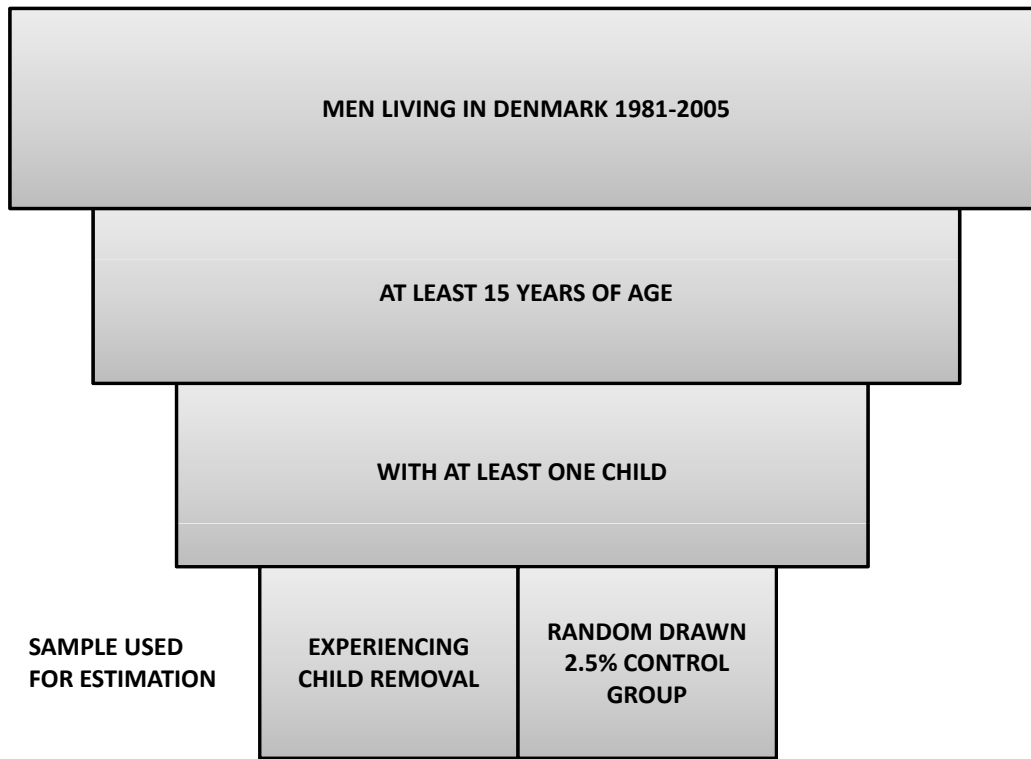 MEN LIVING IN DENMARK 1981-2005
AT LEAST 15 YEARS OF AGE
WITH AT LEAST ONE CHILD
SAMPLE USED
FOR ESTIMATION
EXPERIENCING
CHILD REMOVAL
RANDOM DRAWN
2.5% CONTROL
GROUP